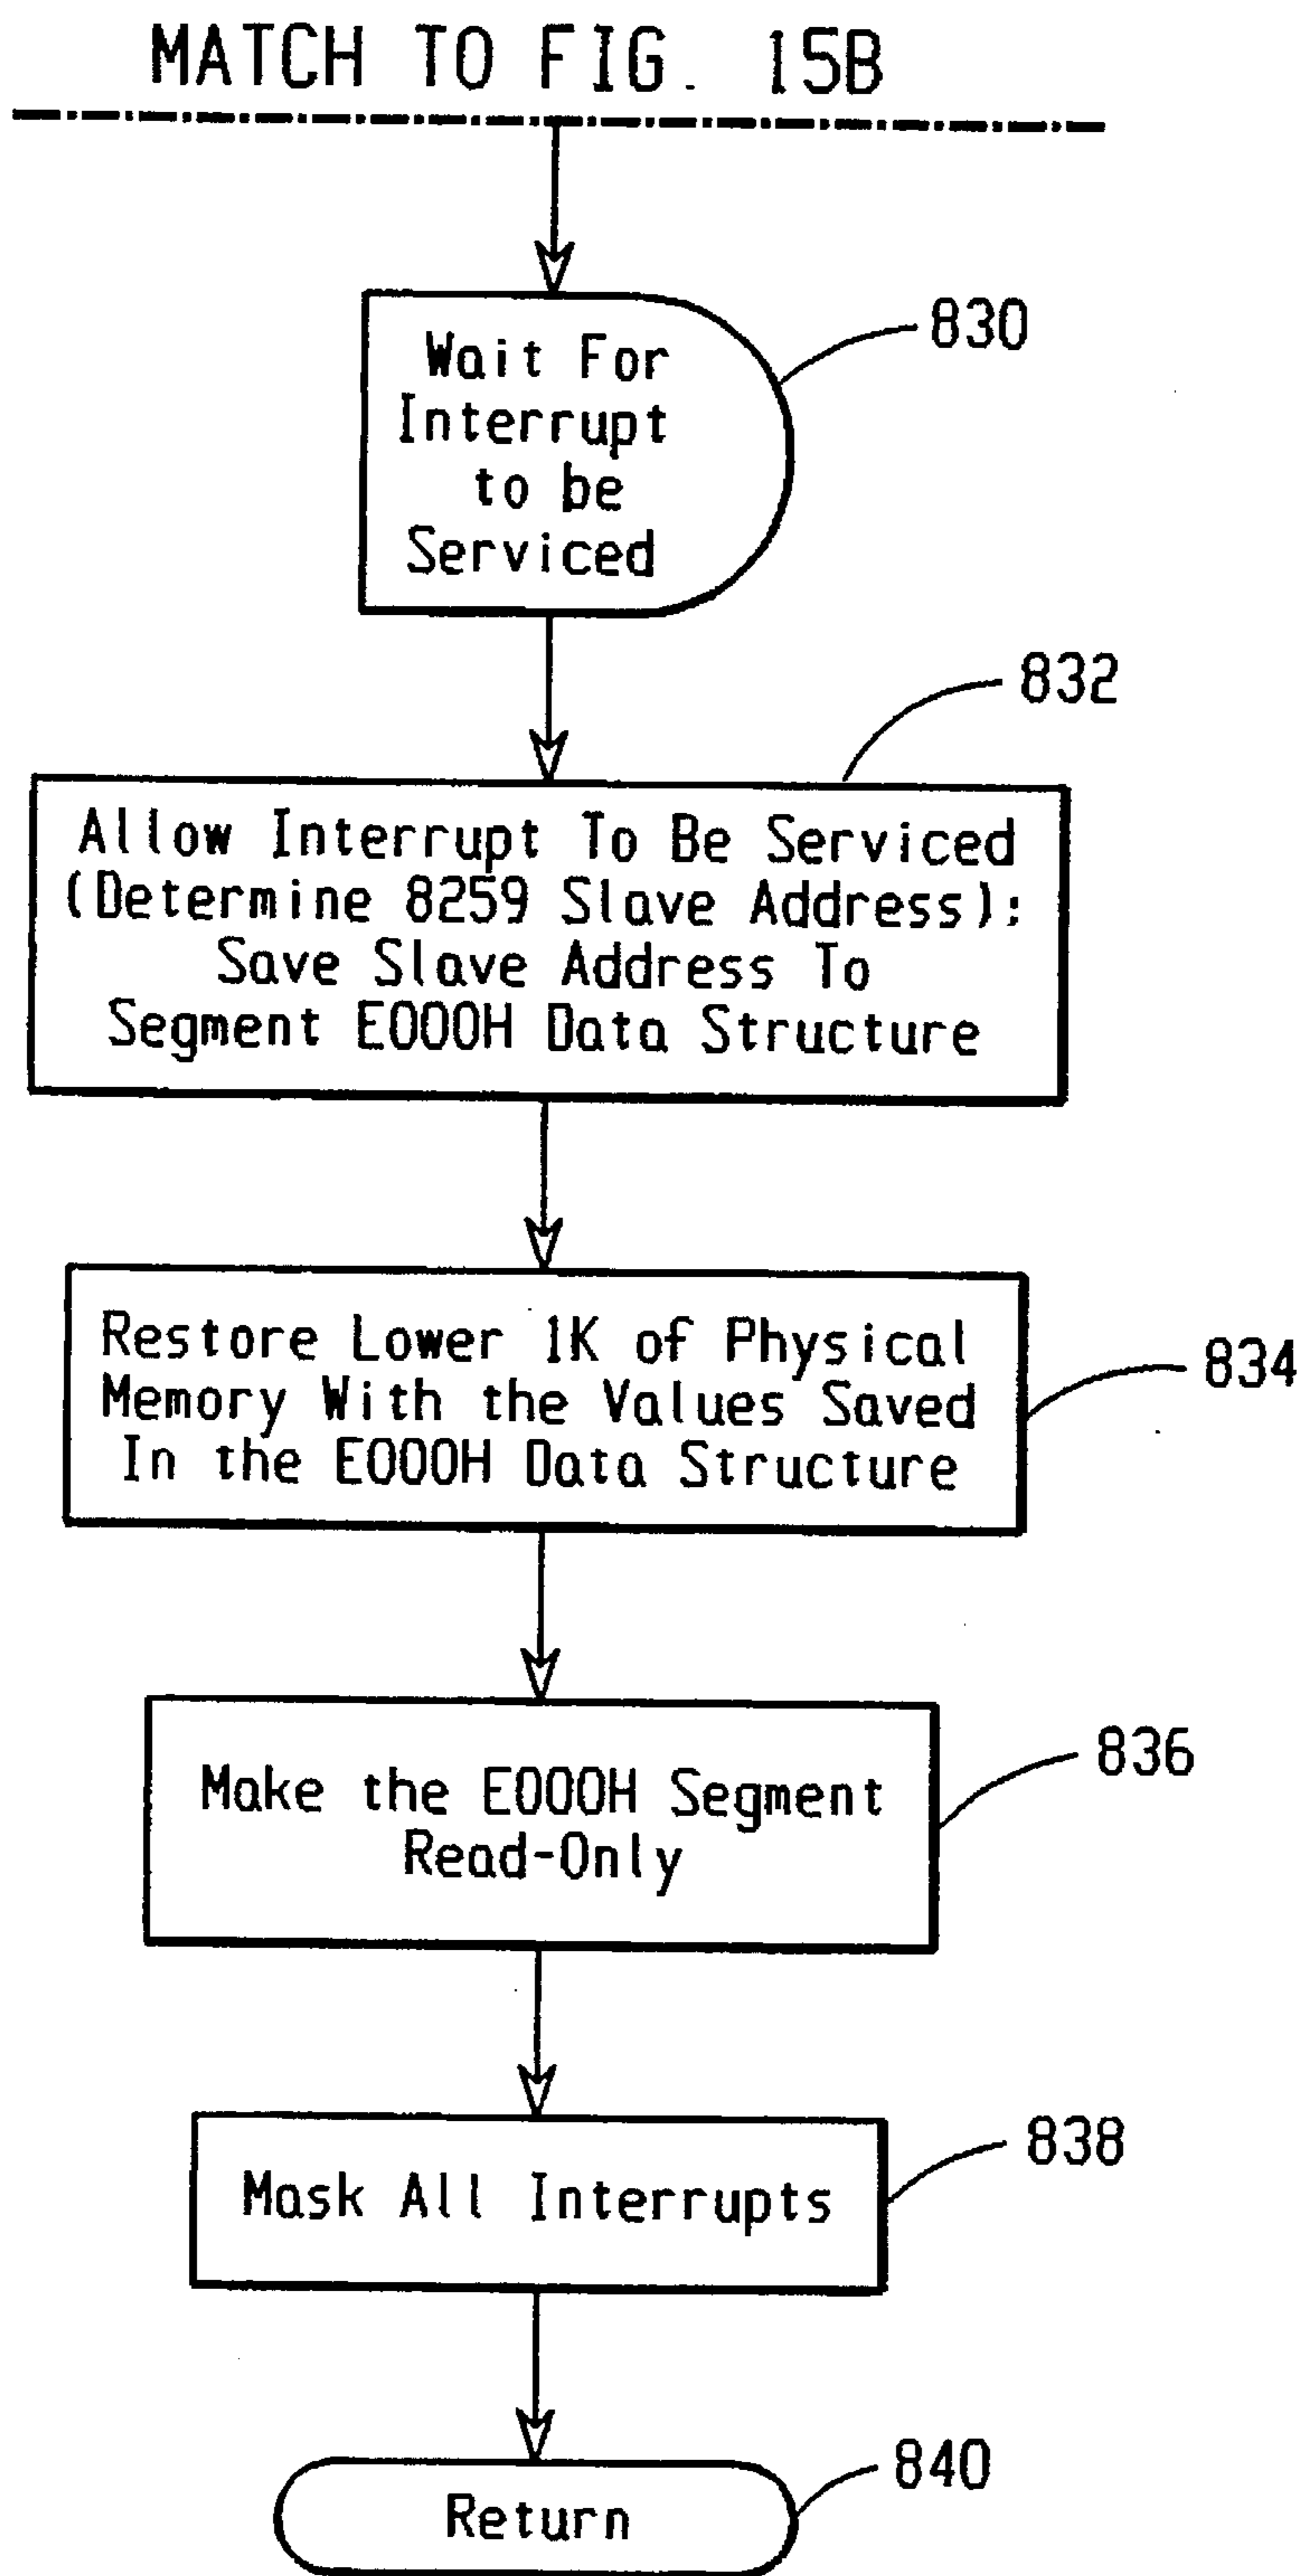 MATCH TO FIG. 15B
Wait For
Interrupt
to be
Serviced
830
832
Allow Interrupt To Be Serviced
(Determine 8259 Slave Address);
Save Slave Address To
Segment E000H Data Structure
Restore Lower 1K of Physical
Memory With the Values Saved
In the E000H Data Structure
834
Make the E000H Segment
Read-Only
836
Mask All Interrupts
838
Return
840